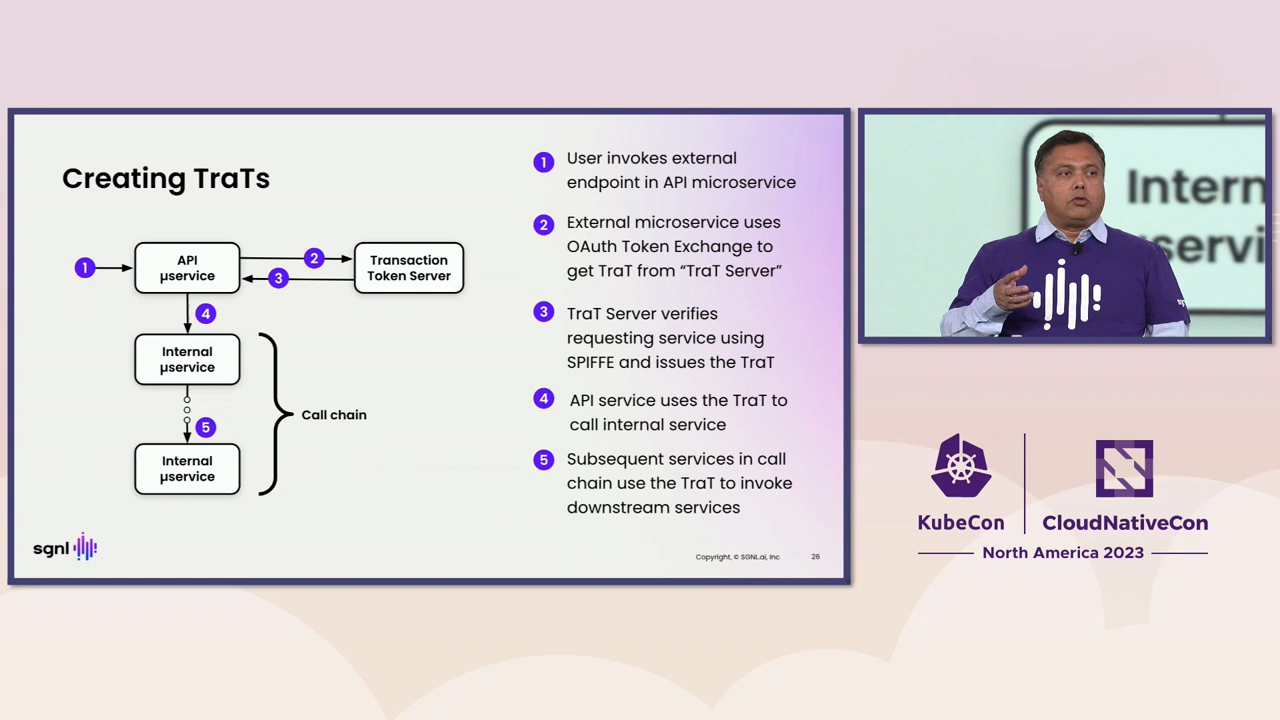 Creating TraTs
1
API
µservice
2
3
Transaction
Token Server
4
Internal
µservice
5
Internal
µservice
Call chain
1
User invokes external
endpoint in API microservice
2
External microservice uses
OAuth Token Exchange to
get TraT from “TraT Server”
3
TraT Server verifies
requesting service using
SPIFFE and issues the TraT
4
API service uses the TraT to
call internal service
5
Subsequent services in call
chain use the TraT to invoke
downstream services
sgnl
Copyright, © SGNL.ai, Inc
26
Intern
servi
KubeCon
CloudNativeCon
North America 2023